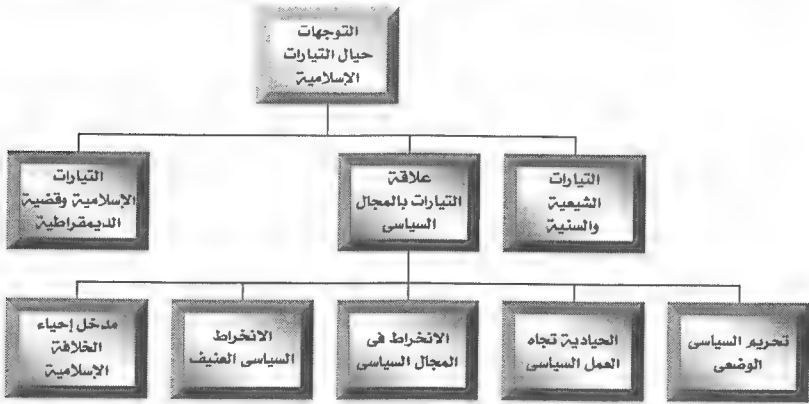 التوجهات
حيال التيارات
الإسلامية
التيارات
الشيعية
والسنية
علاقة
التيارات بالمجال
السياسى
التيارات
الإسلامية وقضية
الديمقراطية
تحريم السياسى
الوضعى
الحيادية تجاه
العمل السياسى
الانخراط فى
المجال السياسى
الانخراط
السياسى العنيف
مدخل إحياء
الخلافة
الإسلامية